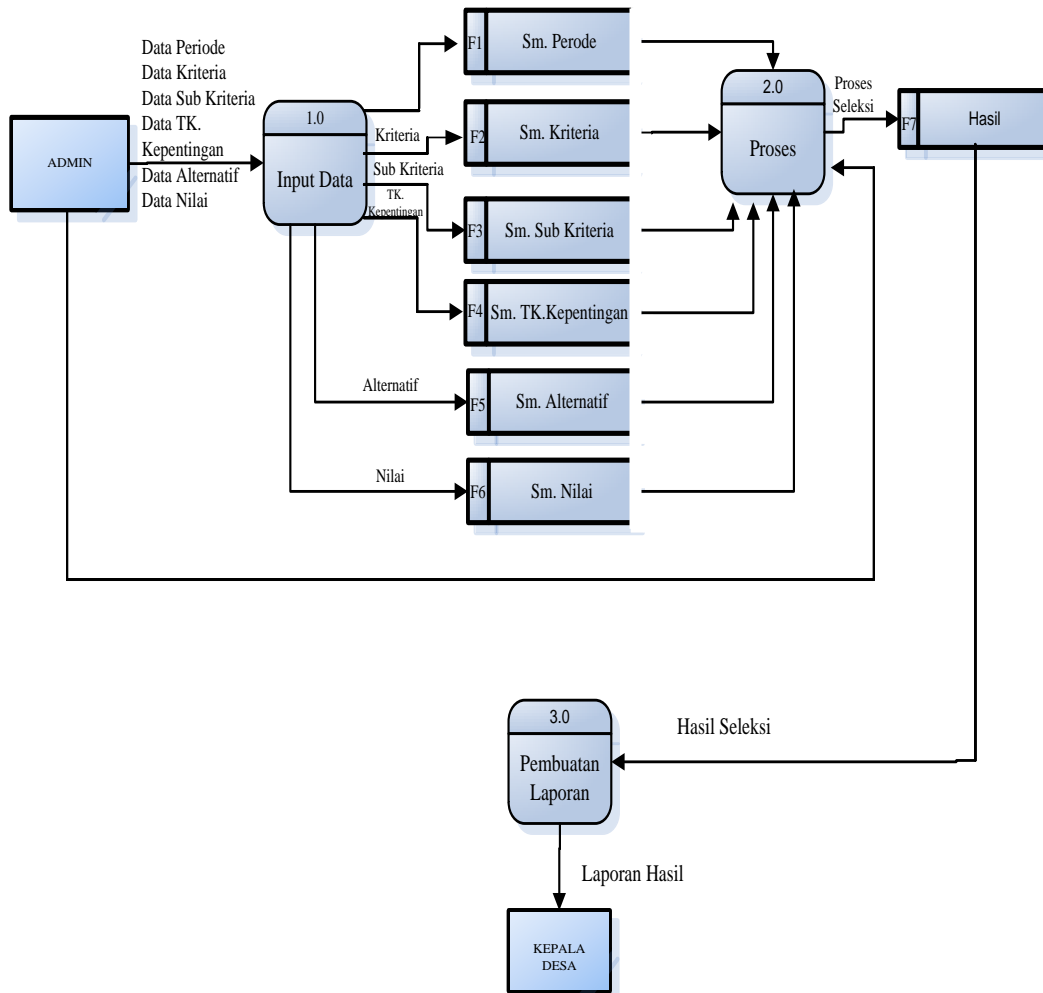 Data Periode
Data Kriteria
Data Sub Kriteria
Data TK.
Kepentingan
Data Alternatif
Data Nilai
ADMIN
1.0
Input Data
Kriteria
Sub Kriteria
TK.
Kepentingan
Alternatif
Nilai
F1
Sm. Perode
F2
Sm. Kriteria
F3
Sm. Sub Kriteria
F4
Sm. TK.Kepentingan
F5
Sm. Alternatif
F6
Sm. Nilai
2.0
Proses
Proses
Seleksi
F7
Hasil
Hasil Seleksi
3.0
Pembuatan
Laporan
Laporan Hasil
KEPALA
DESA